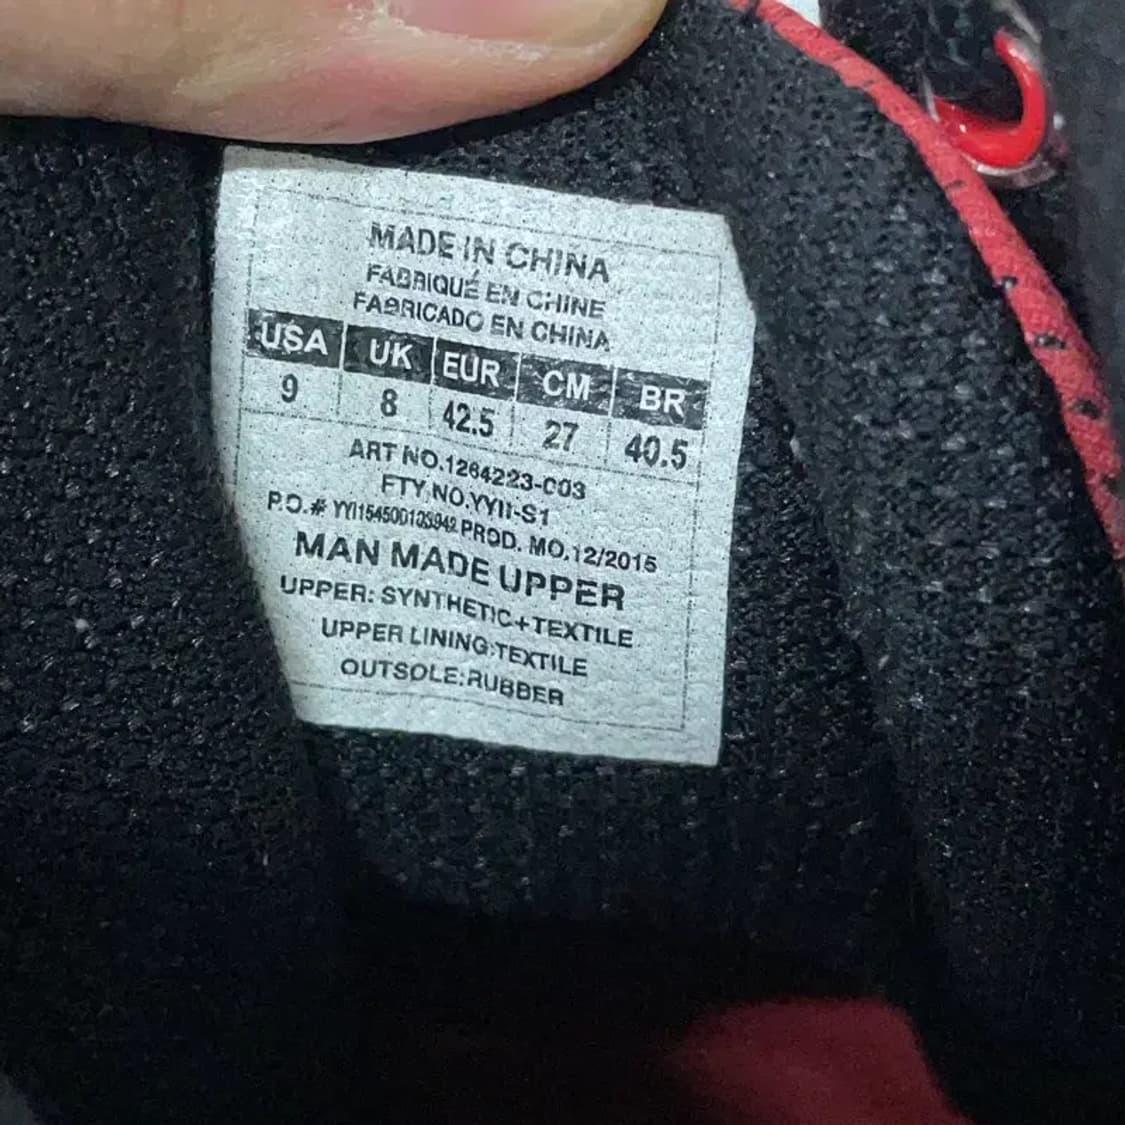 MADE IN CHINA
FABRIQUÉ EN CHINE
FABRICADO EN CHINA
USA UK EUR CM BR
9 8 42.5 27 40.5
ART NO.1264223-003
FTY NO.YYII-S1
P.O.# PROD. MO.12/2015
MAN MADE UPPER
UPPER: SYNTHETIC+TEXTILE
UPPER LINING:TEXTILE
OUTSOLE:RUBBER